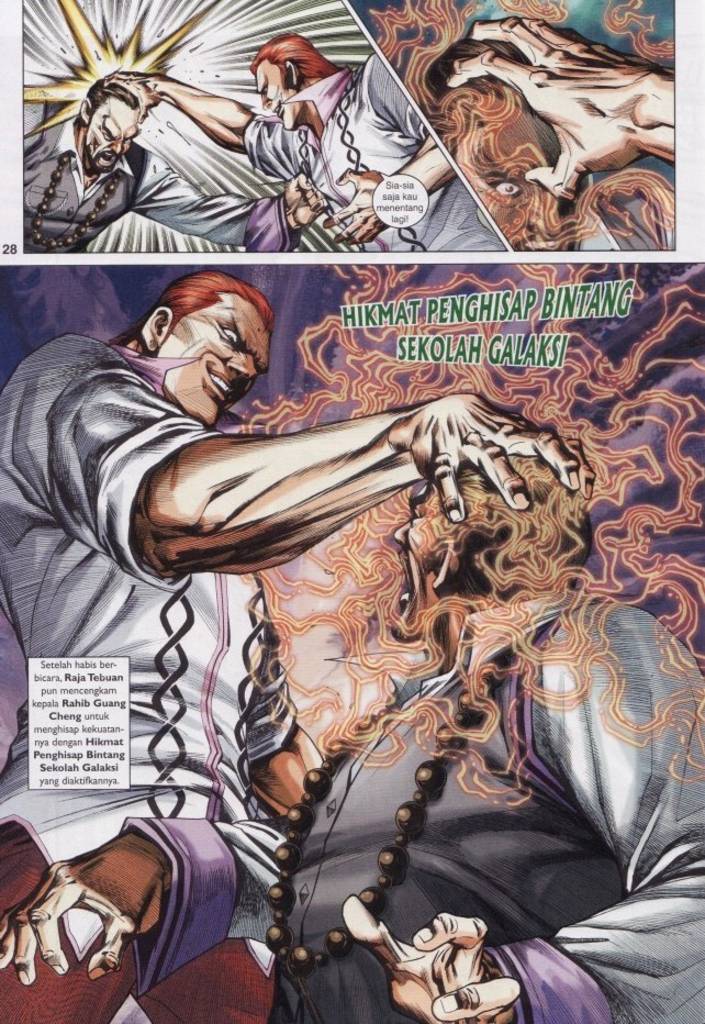 Sia-sia
saja kau
menentang
lagi!
28
HIKMAT PENGHISAP BINTANG
SEKOLAH GALAKSI
Setelah habis ber-
bicara, Raja Tebuan
pun mencengkam
kepala Rahib Guang
Cheng untuk
menghisap kekuatan-
nya dengan Hikmat
Penghisap Bintang
Sekolah Galaksi
yang diaktifkannya.